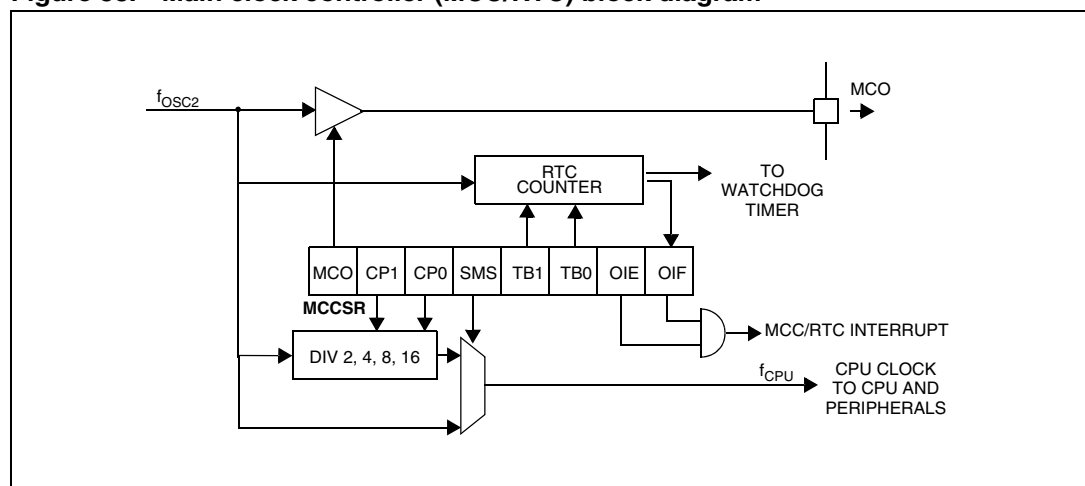 Figure Main clock controller (MCC/RTC) block diagram
fOSC2
MCO
RTC
COUNTER
TO
WATCHDOG
TIMER
MCO CP1 CP0 SMS TB1 TB0 OIE OIF
MCCSR
MCC/RTC INTERRUPT
DIV 2, 4, 8, 16
fCPU
CPU CLOCK
TO CPU AND
PERIPHERALS